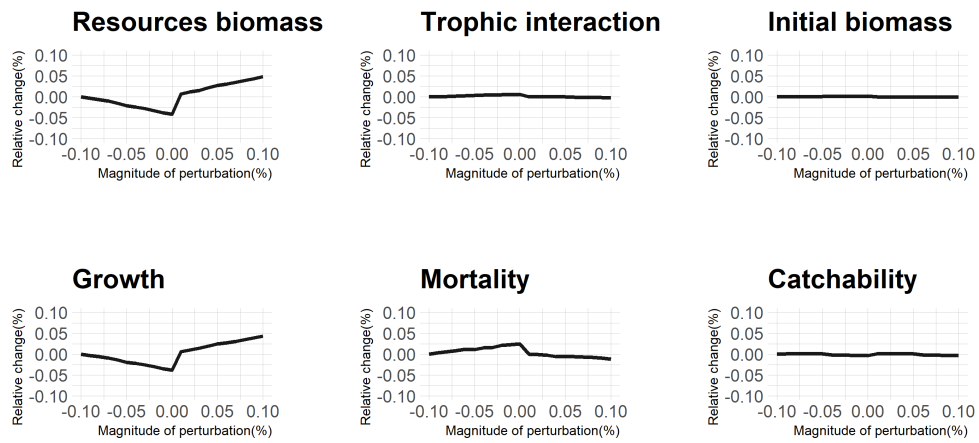 Resources biomass
Relative change(%)
0.10
0.05
0.00
-0.05
-0.10
-0.10 -0.05 0.00 0.05 0.10
Magnitude of perturbation(%)
Trophic interaction
Relative change(%)
0.10
0.05
0.00
-0.05
-0.10
-0.10 -0.05 0.00 0.05 0.10
Magnitude of perturbation(%)
Initial biomass
Relative change(%)
0.10
0.05
0.00
-0.05
-0.10
-0.10 -0.05 0.00 0.05 0.10
Magnitude of perturbation(%)
Growth
Relative change(%)
0.10
0.05
0.00
-0.05
-0.10
-0.10 -0.05 0.00 0.05 0.10
Magnitude of perturbation(%)
Mortality
Relative change(%)
0.10
0.05
0.00
-0.05
-0.10
-0.10 -0.05 0.00 0.05 0.10
Magnitude of perturbation(%)
Catchability
Relative change(%)
0.10
0.05
0.00
-0.05
-0.10
-0.10 -0.05 0.00 0.05 0.10
Magnitude of perturbation(%)